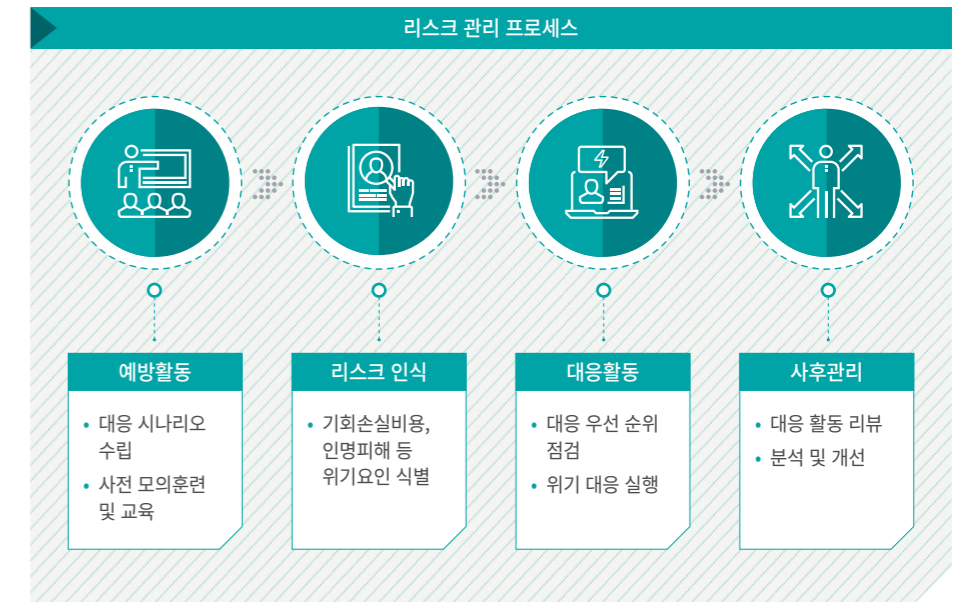 리스크 관리 프로세스
예방활동
• 대응 시나리오
수립
• 사전 모의훈련
및 교육
리스크 인식
• 기회손실비용,
인명피해 등
위기요인 식별
대응활동
• 대응 우선 순위
점검
• 위기 대응 실행
사후관리
• 대응 활동 리뷰
• 분석 및 개선